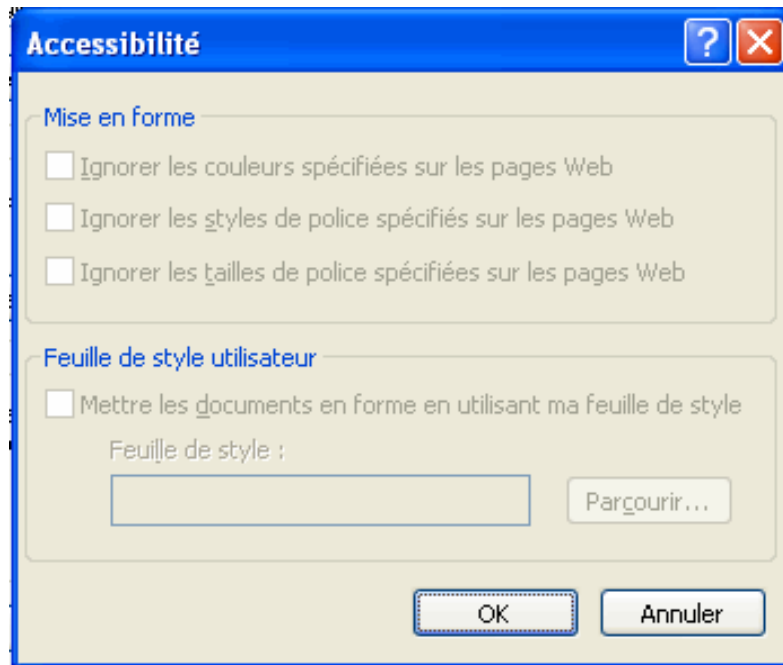 Accessibilité
Mise en forme
Ignorer les couleurs spécifiées sur les pages Web
Ignorer les styles de police spécifiés sur les pages Web
Ignorer les tailles de police spécifiées sur les pages Web
Feuille de style utilisateur
Mettre les documents en forme en utilisant ma feuille de style
Feuille de style :
Parcourir...
OK Annuler